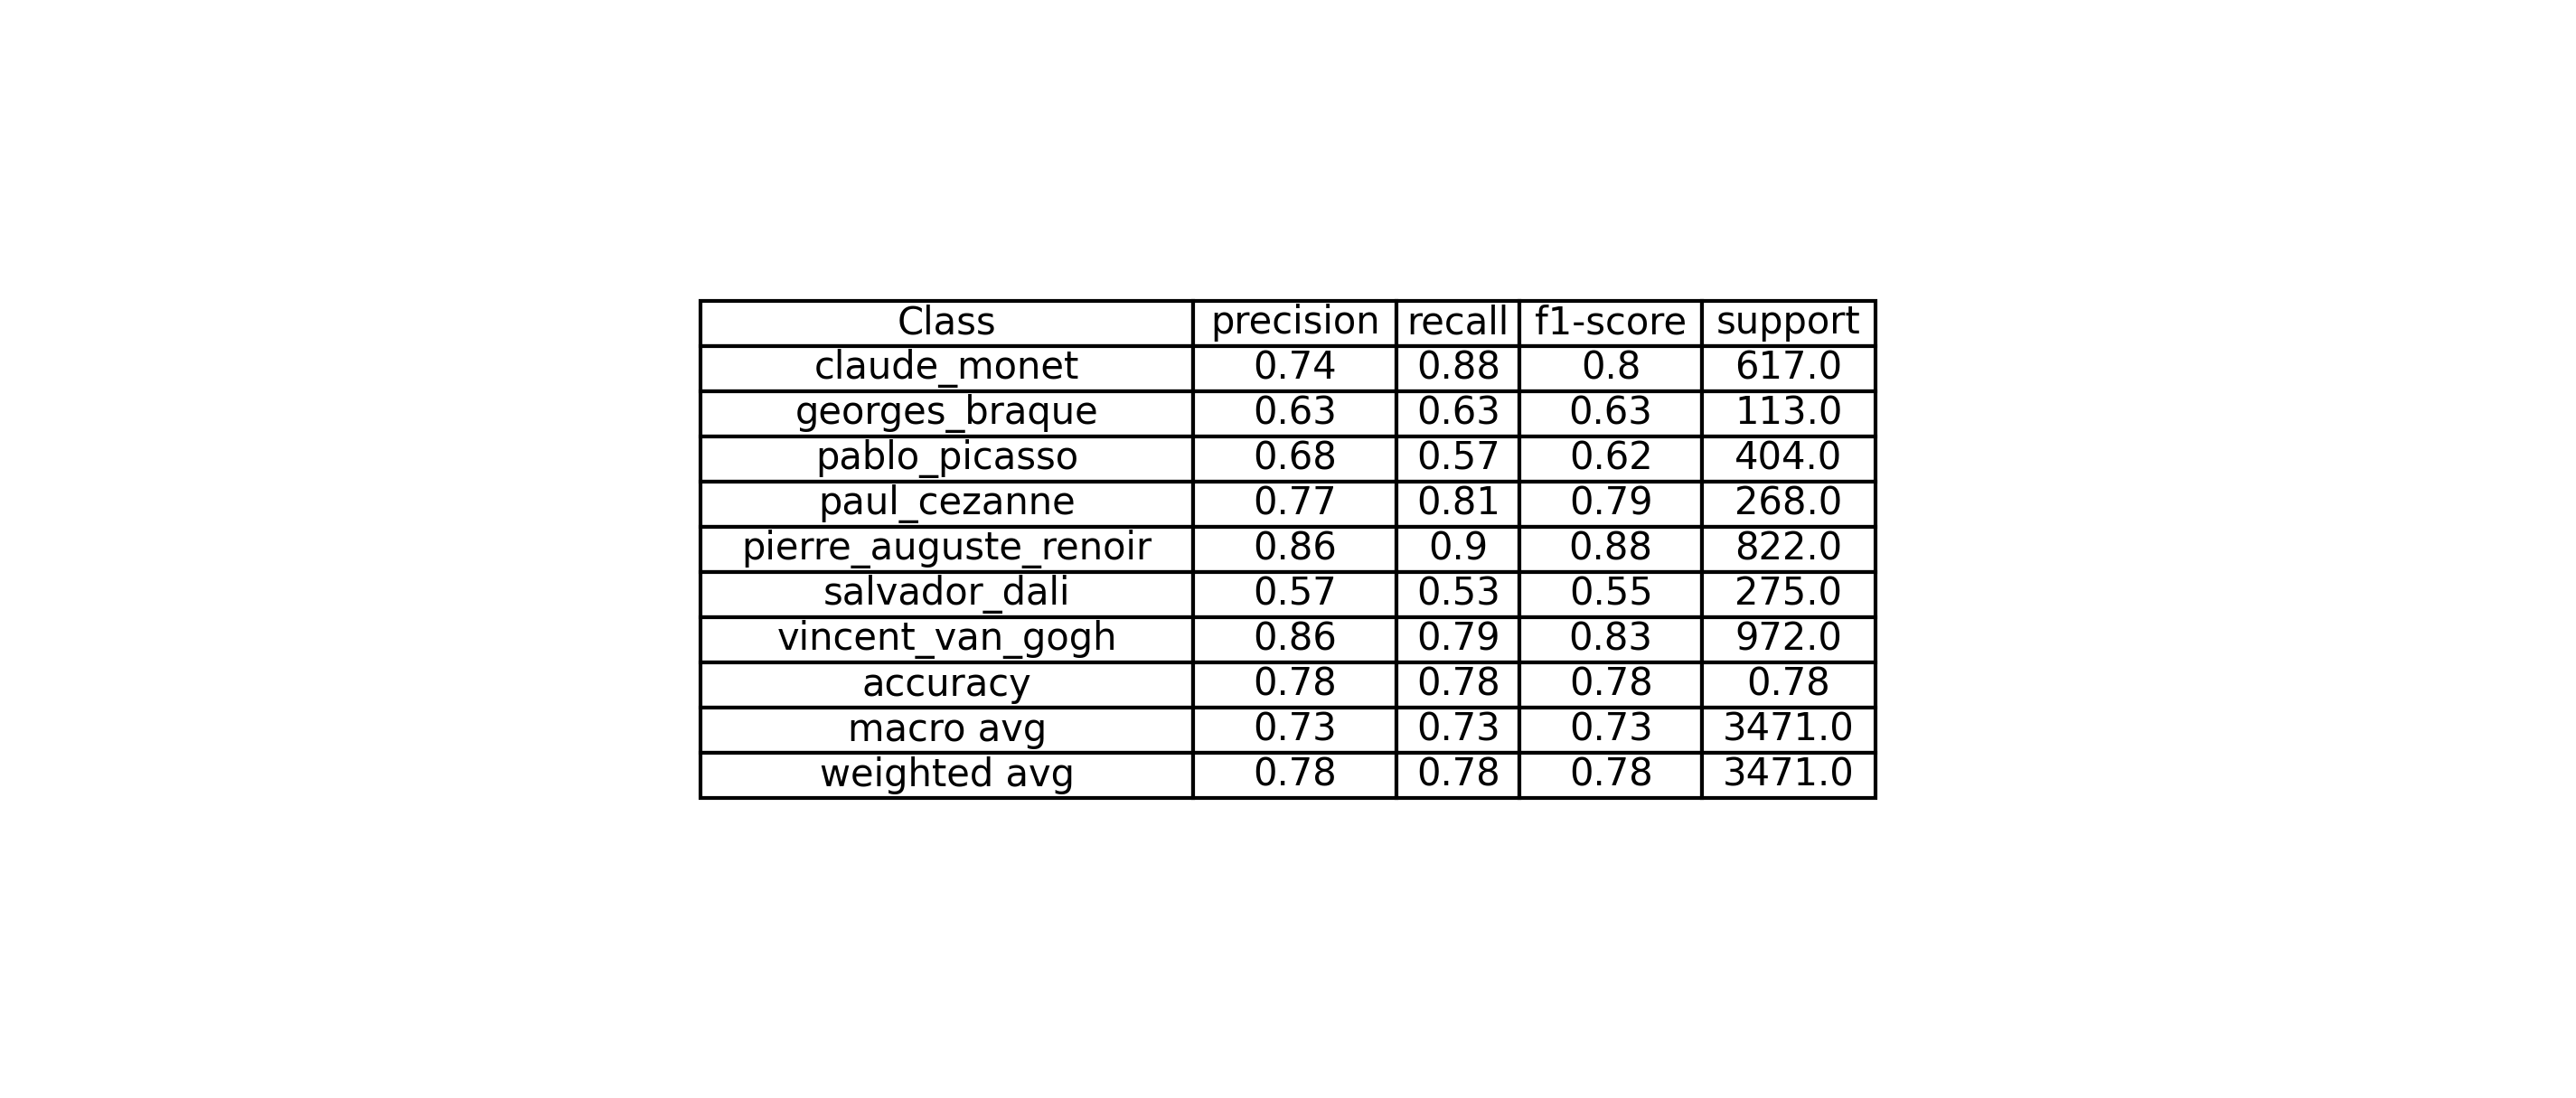 Class precision recall f1-score support
claude_monet 0.74 0.88 0.8 617.0
georges_braque 0.63 0.63 0.63 113.0
pablo_picasso 0.68 0.57 0.62 404.0
paul_cezanne 0.77 0.81 0.79 268.0
pierre_auguste_renoir 0.86 0.9 0.88 822.0
salvador_dali 0.57 0.53 0.55 275.0
vincent_van_gogh 0.86 0.79 0.83 972.0
accuracy 0.78 0.78 0.78 0.78
macro avg 0.73 0.73 0.73 3471.0
weighted avg 0.78 0.78 0.78 3471.0